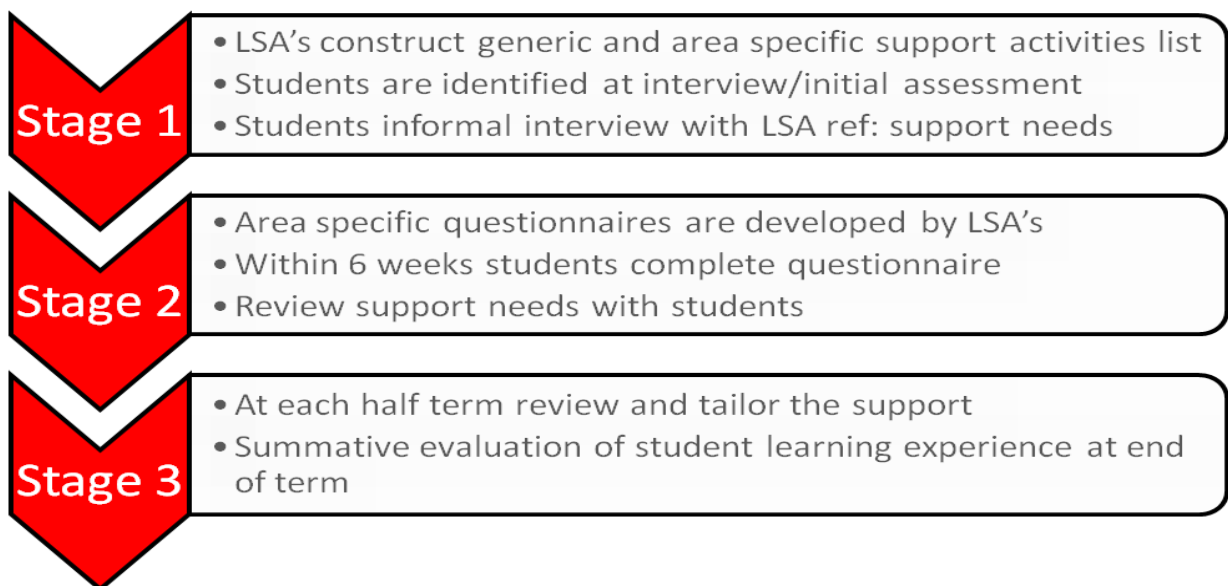 Stage 1
• LSA’s construct generic and area specific support activities list
• Students are identified at interview/initial assessment
• Students informal interview with LSA ref: support needs
Stage 2
• Area specific questionnaires are developed by LSA’s
• Within 6 weeks students complete questionnaire
• Review support needs with students
Stage 3
• At each half term review and tailor the support
• Summative evaluation of student learning experience at end
of term